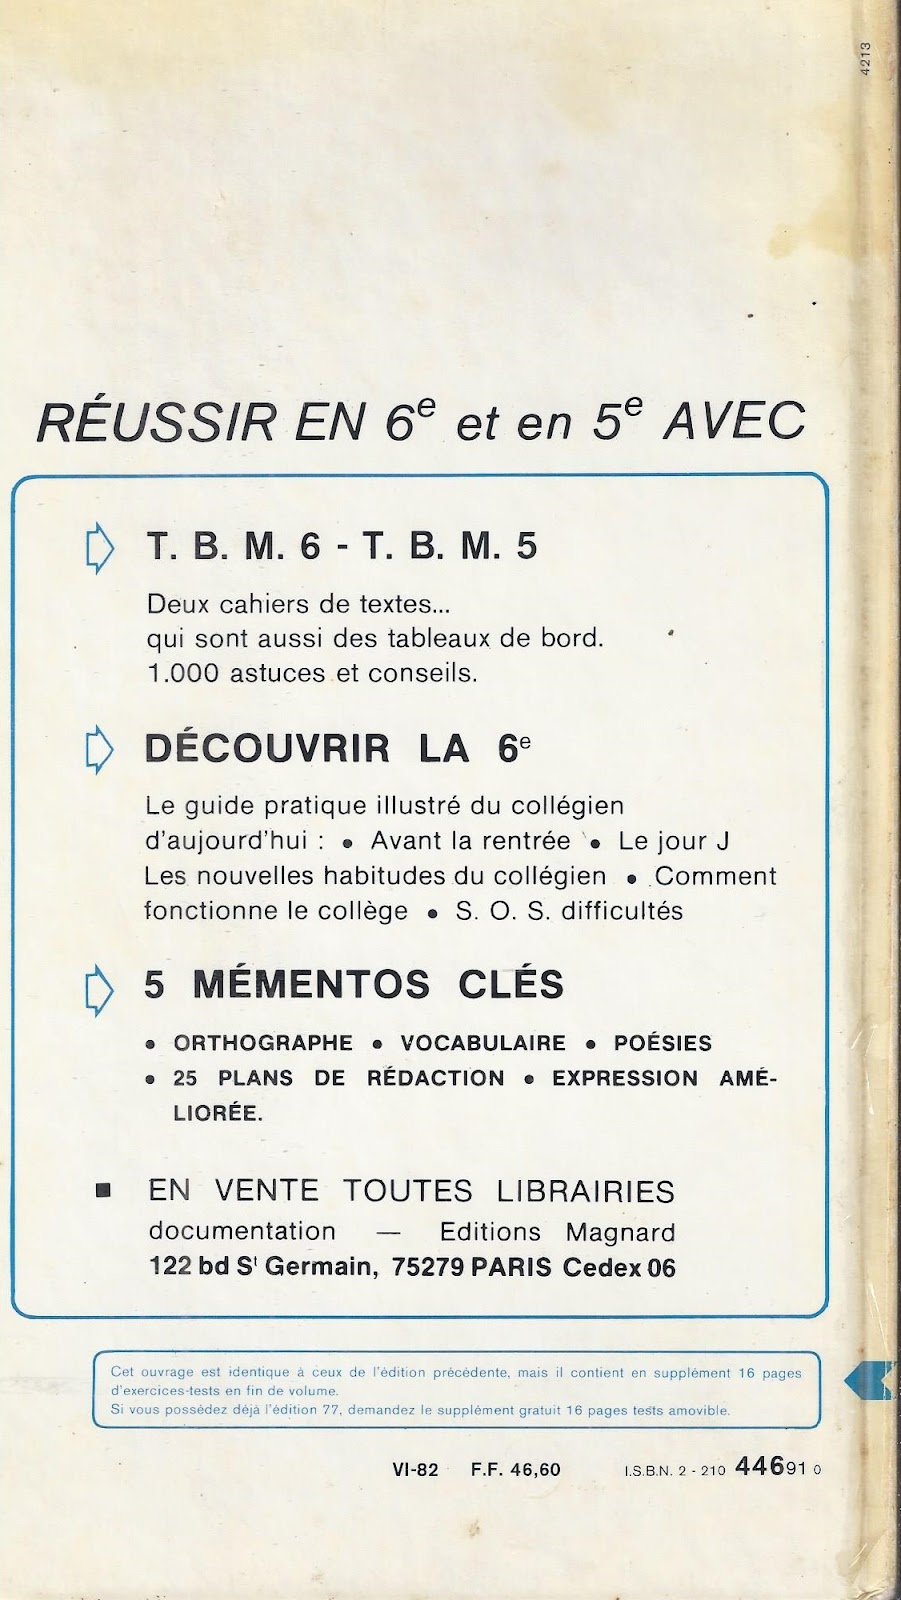 4213
RÉUSSIR EN 6e et en 5e AVEC
T. B. M. 6 - T. B. M. 5
Deux cahiers de textes...
qui sont aussi des tableaux de bord.
1.000 astuces et conseils.
DÉCOUVRIR LA 6e
Le guide pratique illustré du collégien
d'aujourd'hui : • Avant la rentrée • Le jour J
Les nouvelles habitudes du collégien • Comment
fonctionne le collège • S. O. S. difficultés
5 MÉMENTOS CLÉS
• ORTHOGRAPHE • VOCABULAIRE • POÉSIES
• 25 PLANS DE RÉDACTION • EXPRESSION AMÉ-
LIORÉE.
■ EN VENTE TOUTES LIBRAIRIES
documentation — Editions Magnard
122 bd St Germain, 75279 PARIS Cedex 06
Cet ouvrage est identique à ceux de l'édition précédente, mais il contient en supplément 16 pages
d'exercices-tests en fin de volume.
Si vous possédez déjà l'édition 77, demandez le supplément gratuit 16 pages tests amovible.
VI-82 F.F. 46,60 I.S.B.N. 2 - 210 44691 0